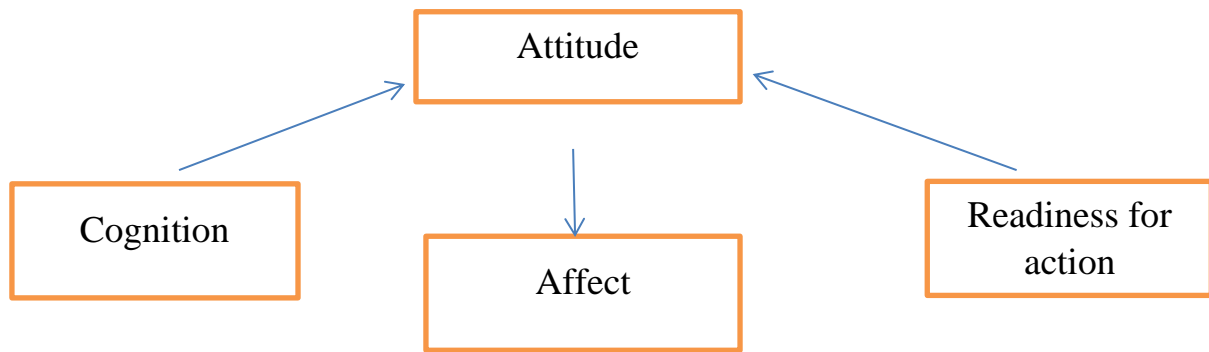 Attitude
Cognition
Affect
Readiness for
action